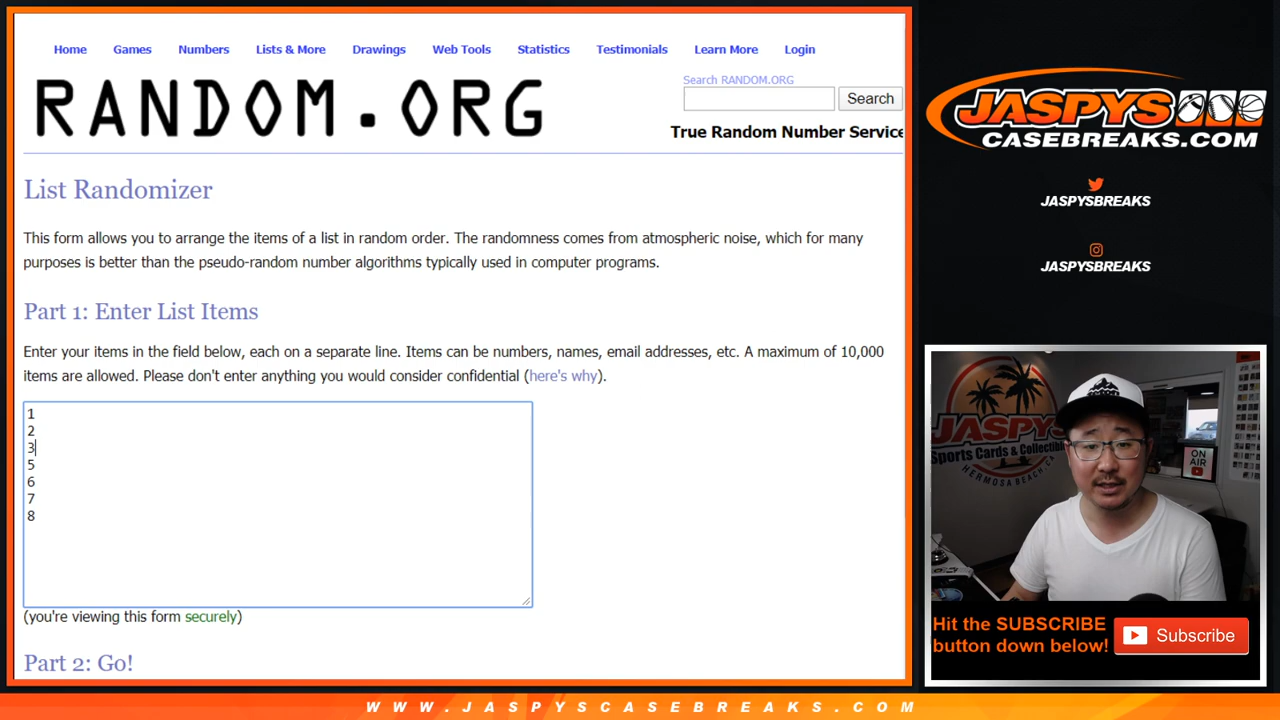 Home Games Numbers Lists & More Drawings Web Tools Statistics Testimonials Learn More Login
RANDOM.ORG
Search RANDOM.ORG
Search
True Random Number Service
List Randomizer
This form allows you to arrange the items of a list in random order. The randomness comes from atmospheric noise, which for many
purposes is better than the pseudo-random number algorithms typically used in computer programs.
Part 1: Enter List Items
Enter your items in the field below, each on a separate line. Items can be numbers, names, email addresses, etc. A maximum of 10,000
items are allowed. Please don't enter anything you would consider confidential (here's why).
1
2
3
5
6
7
8
(you're viewing this form securely)
Part 2: Go!
JASPYS
CASEBREAKS.COM
JASPYSBREAKS
JASPYSBREAKS
JASPYS
Sports Cards & Collectibles
HERMOSA BEACH, CA
ON
AIR
Hit the SUBSCRIBE
button down below!
Subscribe
WWW.JASPYSCASEBREAKS.COM